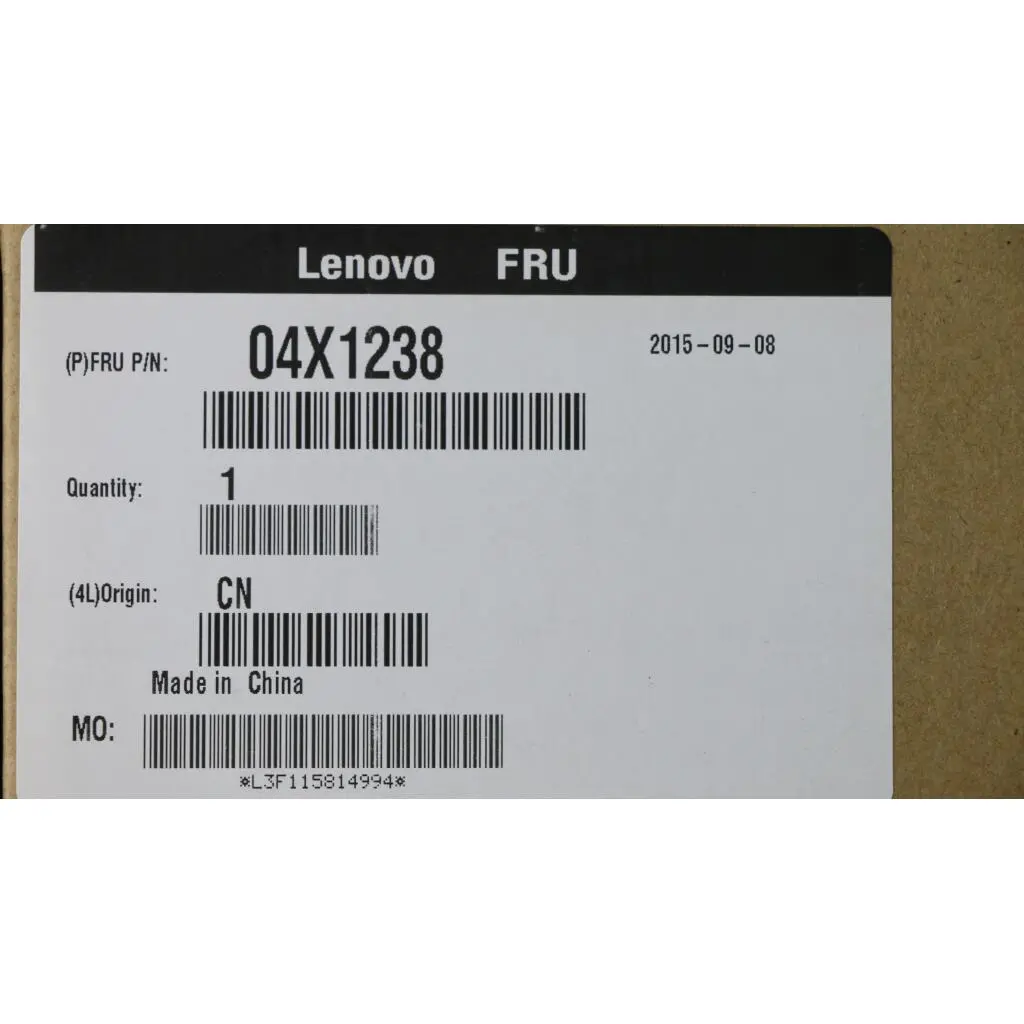 Lenovo FRU
(P)FRU P/N: 04X1238 2015-09-08
Quantity: 1
(4L)Origin: CN
Made in China
MO:
*L3F115814994*